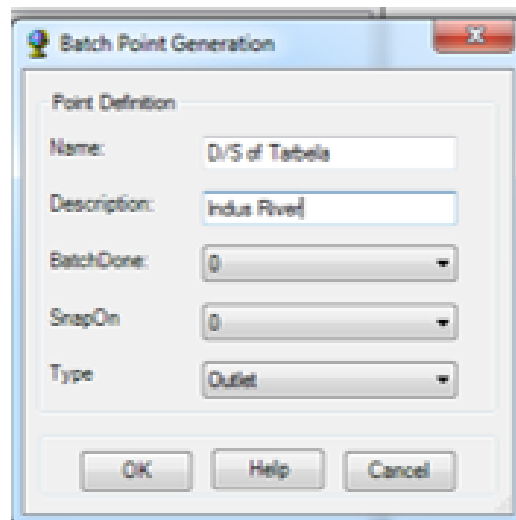 Batch Point Generation
Point Definition
Name: D/S of Tarbela
Description: Indus River
BatchDone: 0
SnapOn 0
Type Outlet
OK Help Cancel